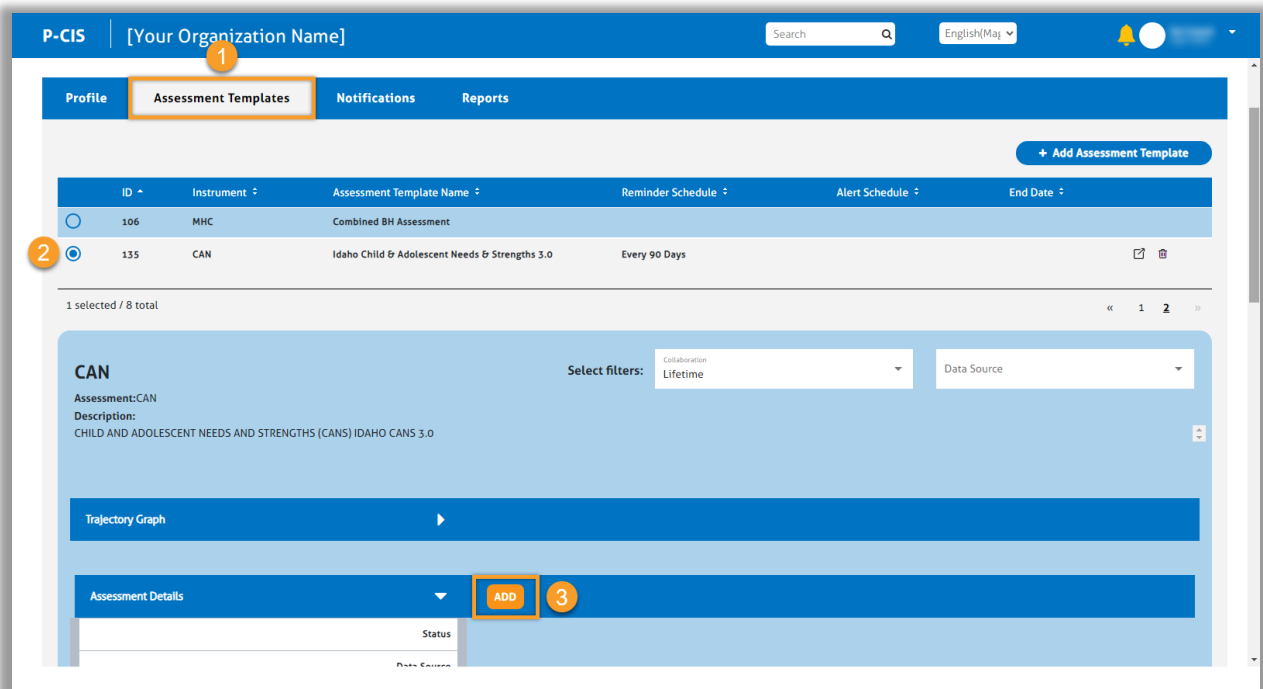 P-CIS [Your Organization Name] Search English(Maj
1
Profile Assessment Templates Notifications Reports
+ Add Assessment Template
ID Instrument Assessment Template Name Reminder Schedule Alert Schedule End Date
106 MHC Combined BH Assessment
2 135 CAN Idaho Child & Adolescent Needs & Strengths 3.0 Every 90 Days
1 selected / 8 total « 1 2 »
Collaboration
CAN Select filters: Lifetime Data Source
Assessment:CAN
Description:
CHILD AND ADOLESCENT NEEDS AND STRENGTHS (CANS) IDAHO CANS 3.0
Trajectory Graph
Assessment Details ADD 3
Status
Data Source